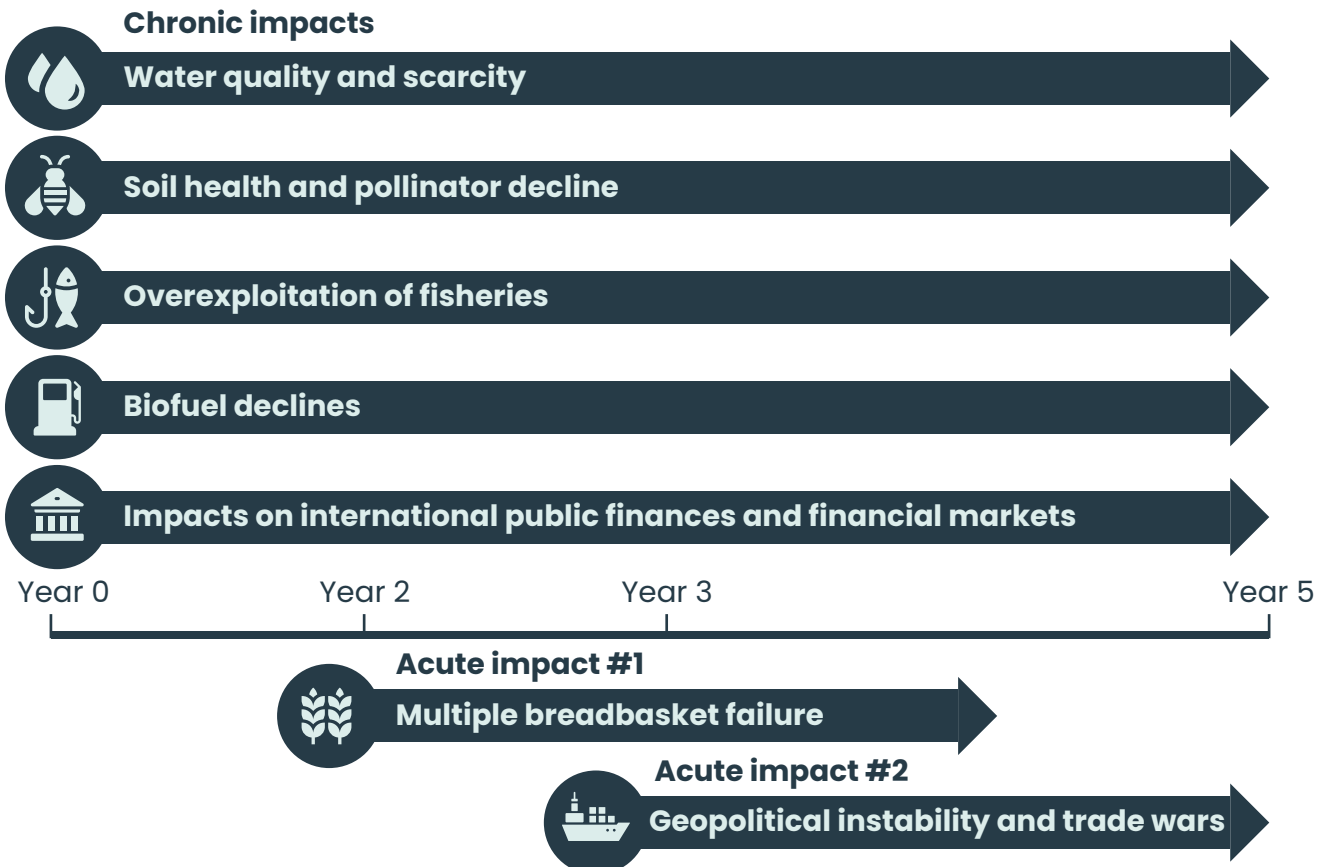 Chronic impacts
Water quality and scarcity
Soil health and pollinator decline
Overexploitation of fisheries
Biofuel declines
Impacts on international public finances and financial markets
Year 0 Year 2 Year 3 Year 5
Acute impact #1
Multiple breadbasket failure
Acute impact #2
Geopolitical instability and trade wars